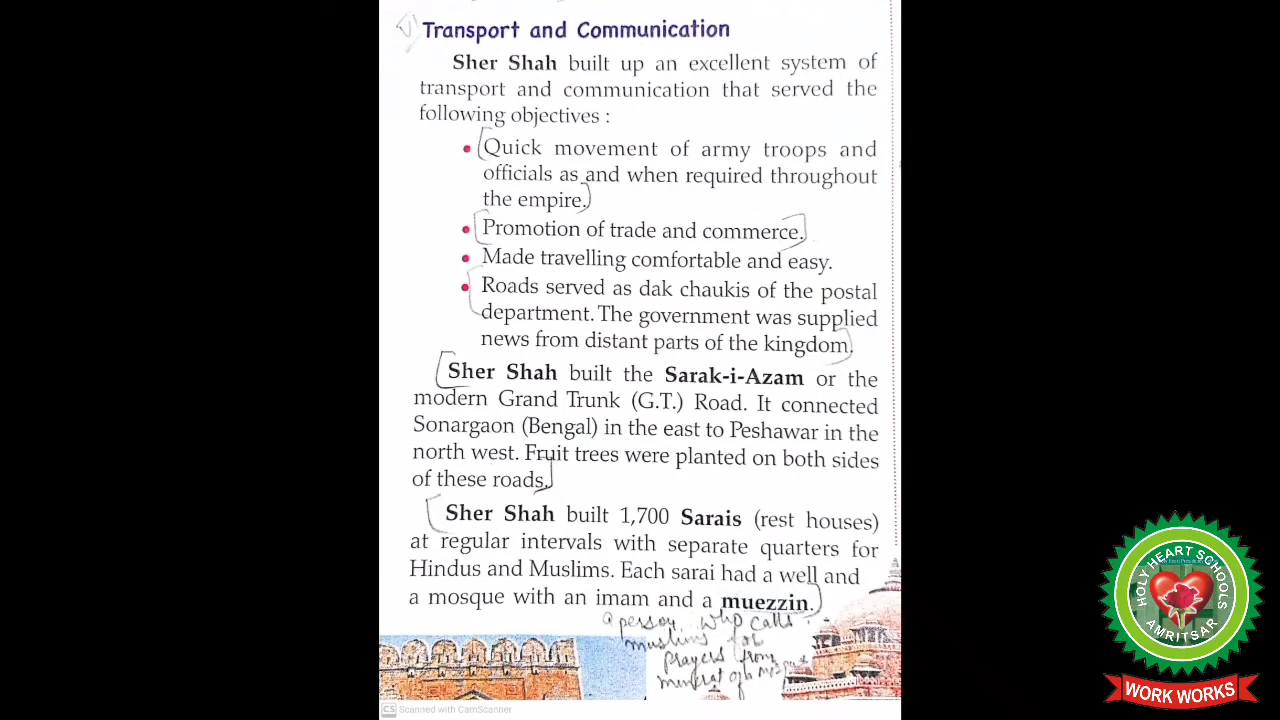 Transport and Communication
Sher Shah built up an excellent system of
transport and communication that served the
following objectives :
• Quick movement of army troops and
officials as and when required throughout
the empire.
• Promotion of trade and commerce.
• Made travelling comfortable and easy.
• Roads served as dak chaukis of the postal
department. The government was supplied
news from distant parts of the kingdom.
Sher Shah built the Sarak-i-Azam or the
modern Grand Trunk (G.T.) Road. It connected
Sonargaon (Bengal) in the east to Peshawar in the
north west. Fruit trees were planted on both sides
of these roads.
Sher Shah built 1,700 Sarais (rest houses)
at regular intervals with separate quarters for
Hindus and Muslims. Each sarai had a well and
a mosque with an imam and a muezzin.
a person who calls
muslims for
prayers from
minaret of
CS Scanned with CamScanner
HOLY HEART SCHOOLS
AMRITSAR
WORK WORKS